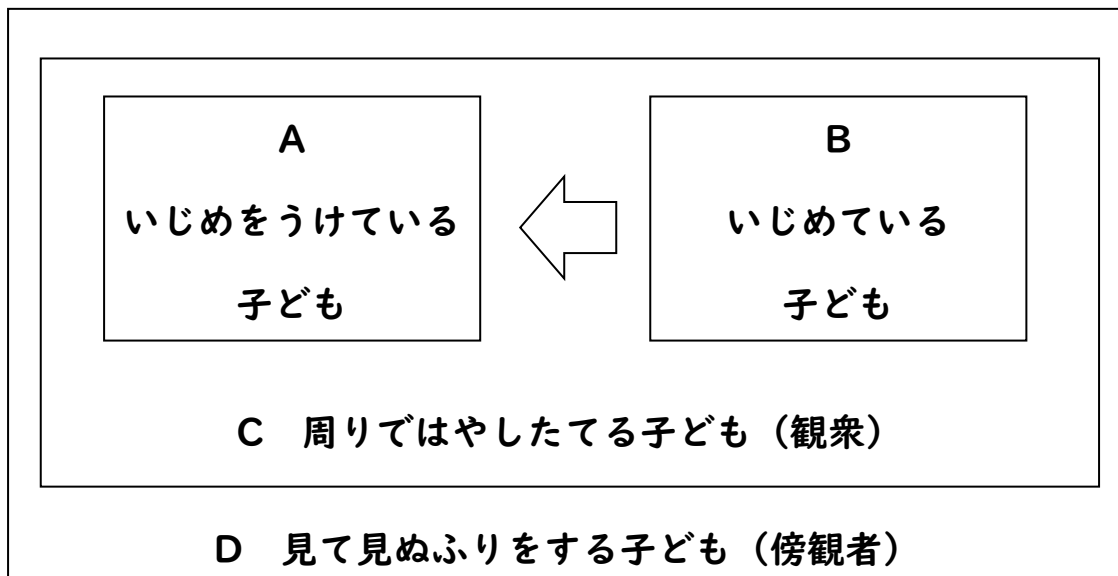 A
いじめをうけている
子ども
B
いじめている
子ども
C　周りではやしたてる子ども（観衆）
D　見て見ぬふりをする子ども（傍観者）